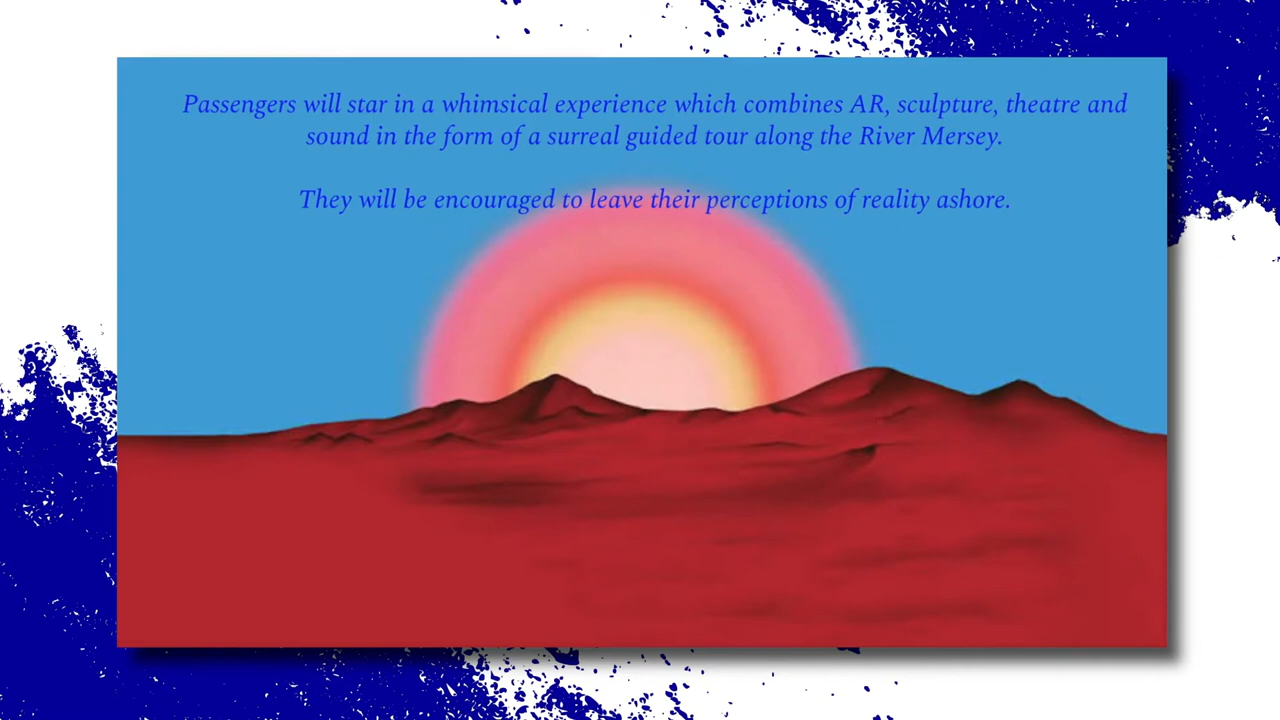 Passengers will star in a whimsical experience which combines AR, sculpture, theatre and
sound in the form of a surreal guided tour along the River Mersey.
They will be encouraged to leave their perceptions of reality ashore.